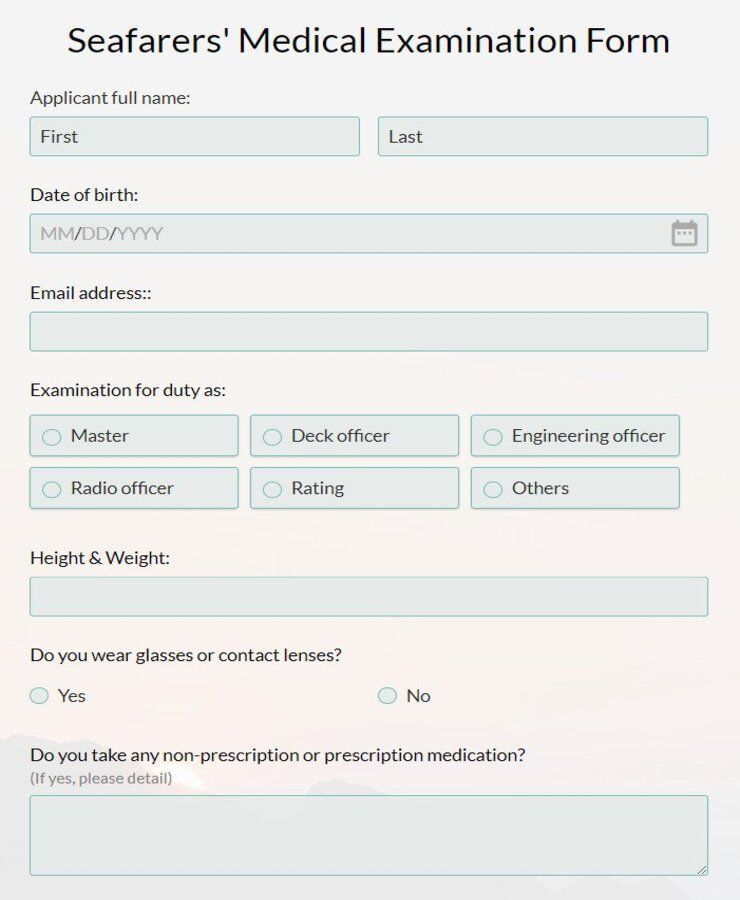 Seafarers' Medical Examination Form
Applicant full name:
First Last
Date of birth:
MM/DD/YYYY
Email address::
Examination for duty as:
Master Deck officer Engineering officer
Radio officer Rating Others
Height & Weight:
Do you wear glasses or contact lenses?
Yes No
Do you take any non-prescription or prescription medication?
(If yes, please detail)